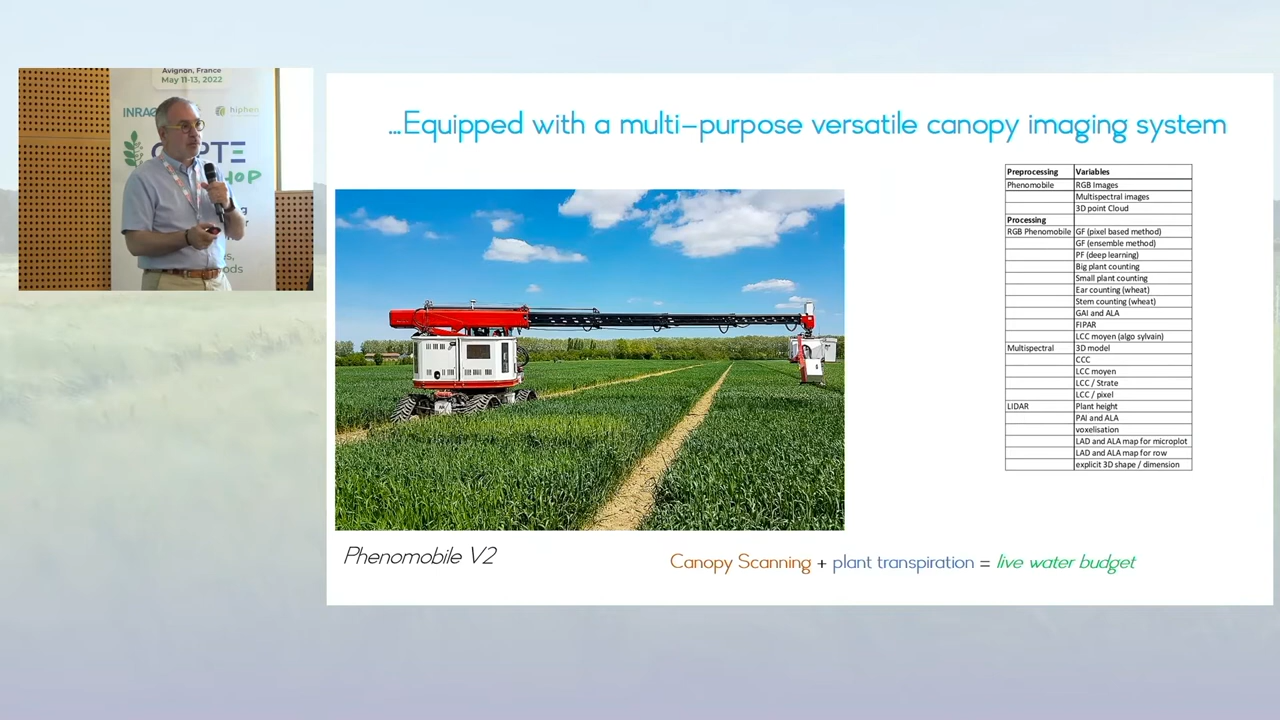 Avignon, France
May 11-13, 2022
INRA
hiphen
...Equipped with a multi-purpose versatile canopy imaging system
Preprocessing Variables
Phenomobile RGB Images
Multispectral images
3D point Cloud
Processing
RGB Phenomobile GF (pixel based method)
GF (ensemble method)
PF (deep learning)
Big plant counting
Small plant counting
Ear counting (wheat)
Stem counting (wheat)
GAI and ALA
FIPAR
LCC moyen (algo sylvain)
Multispectral 3D model
CCC
LCC moyen
LCC / Strate
LCC / pixel
LIDAR Plant height
PAI and ALA
voxelisation
LAD and ALA map for microplot
LAD and ALA map for row
explicit 3D shape / dimension
Phenomobile V2
Canopy Scanning + plant transpiration = live water budget